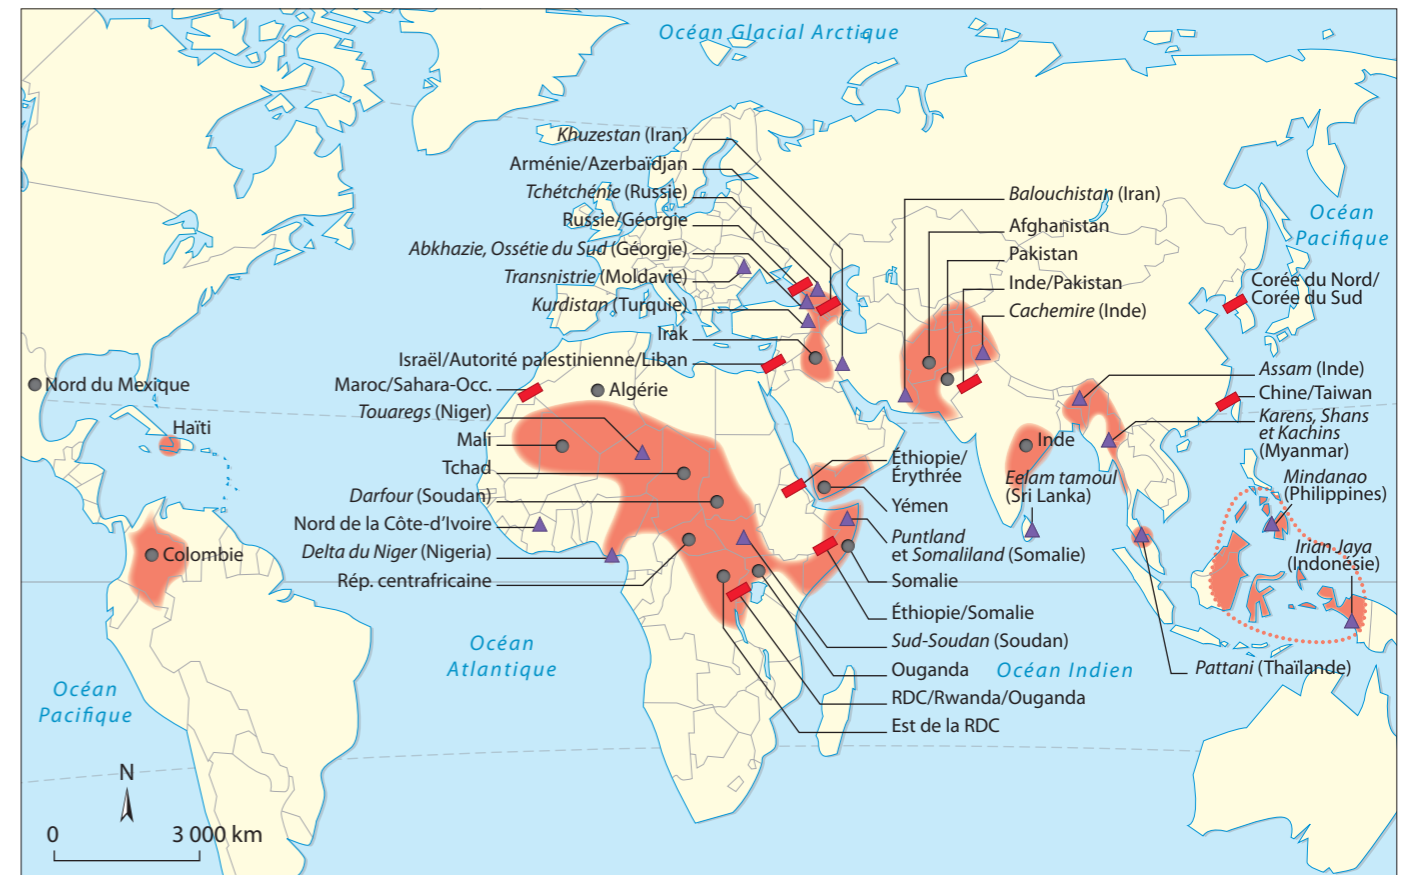 Océan Glacial Arctique
Khuzestan (Iran)
Arménie/Azerbaïdjan
Tchétchénie (Russie)
Russie/Géorgie
Abkhazie, Ossétie du Sud (Géorgie)
Transnistrie (Moldavie)
Kurdistan (Turquie)
Irak
Israël/Autorité palestinienne/Liban
Maroc/Sahara-Occ.
Algérie
Touaregs (Niger)
Mali
Tchad
Darfour (Soudan)
Nord de la Côte-d'Ivoire
Delta du Niger (Nigeria)
Rép. centrafricaine
Nord du Mexique
Haïti
Colombie
Balouchistan (Iran)
Afghanistan
Pakistan
Inde/Pakistan
Cachemire (Inde)
Océan
Pacifique
Corée du Nord/
Corée du Sud
Assam (Inde)
Chine/Taiwan
Karens, Shans
et Kachins
(Myanmar)
Mindanao
(Philippines)
Irian Jaya
(Indonésie)
Inde
Eelam tamoul
(Sri Lanka)
Éthiopie/
Érythrée
Yémen
Puntland
et Somaliland (Somalie)
Somalie
Éthiopie/Somalie
Sud-Soudan (Soudan)
Ouganda
RDC/Rwanda/Ouganda
Est de la RDC
Océan Indien
Pattani (Thaïlande)
Océan
Atlantique
Océan
Pacifique
N
0 3 000 km